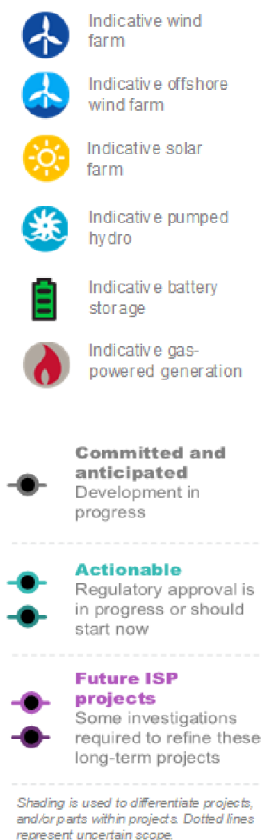 Indicative wind
farm
Indicative offshore
wind farm
Indicative solar
farm
Indicative pumped
hydro
Indicative battery
storage
Indicative gas-
powered generation
Committed and
anticipated
Development in
progress
Actionable
Regulatory approval is
in progress or should
start now
Future ISP
projects
Some investigations
required to refine these
long-term projects
Shading is used to differentiate projects,
and/or parts within projects. Dotted lines
represent uncertain scope.